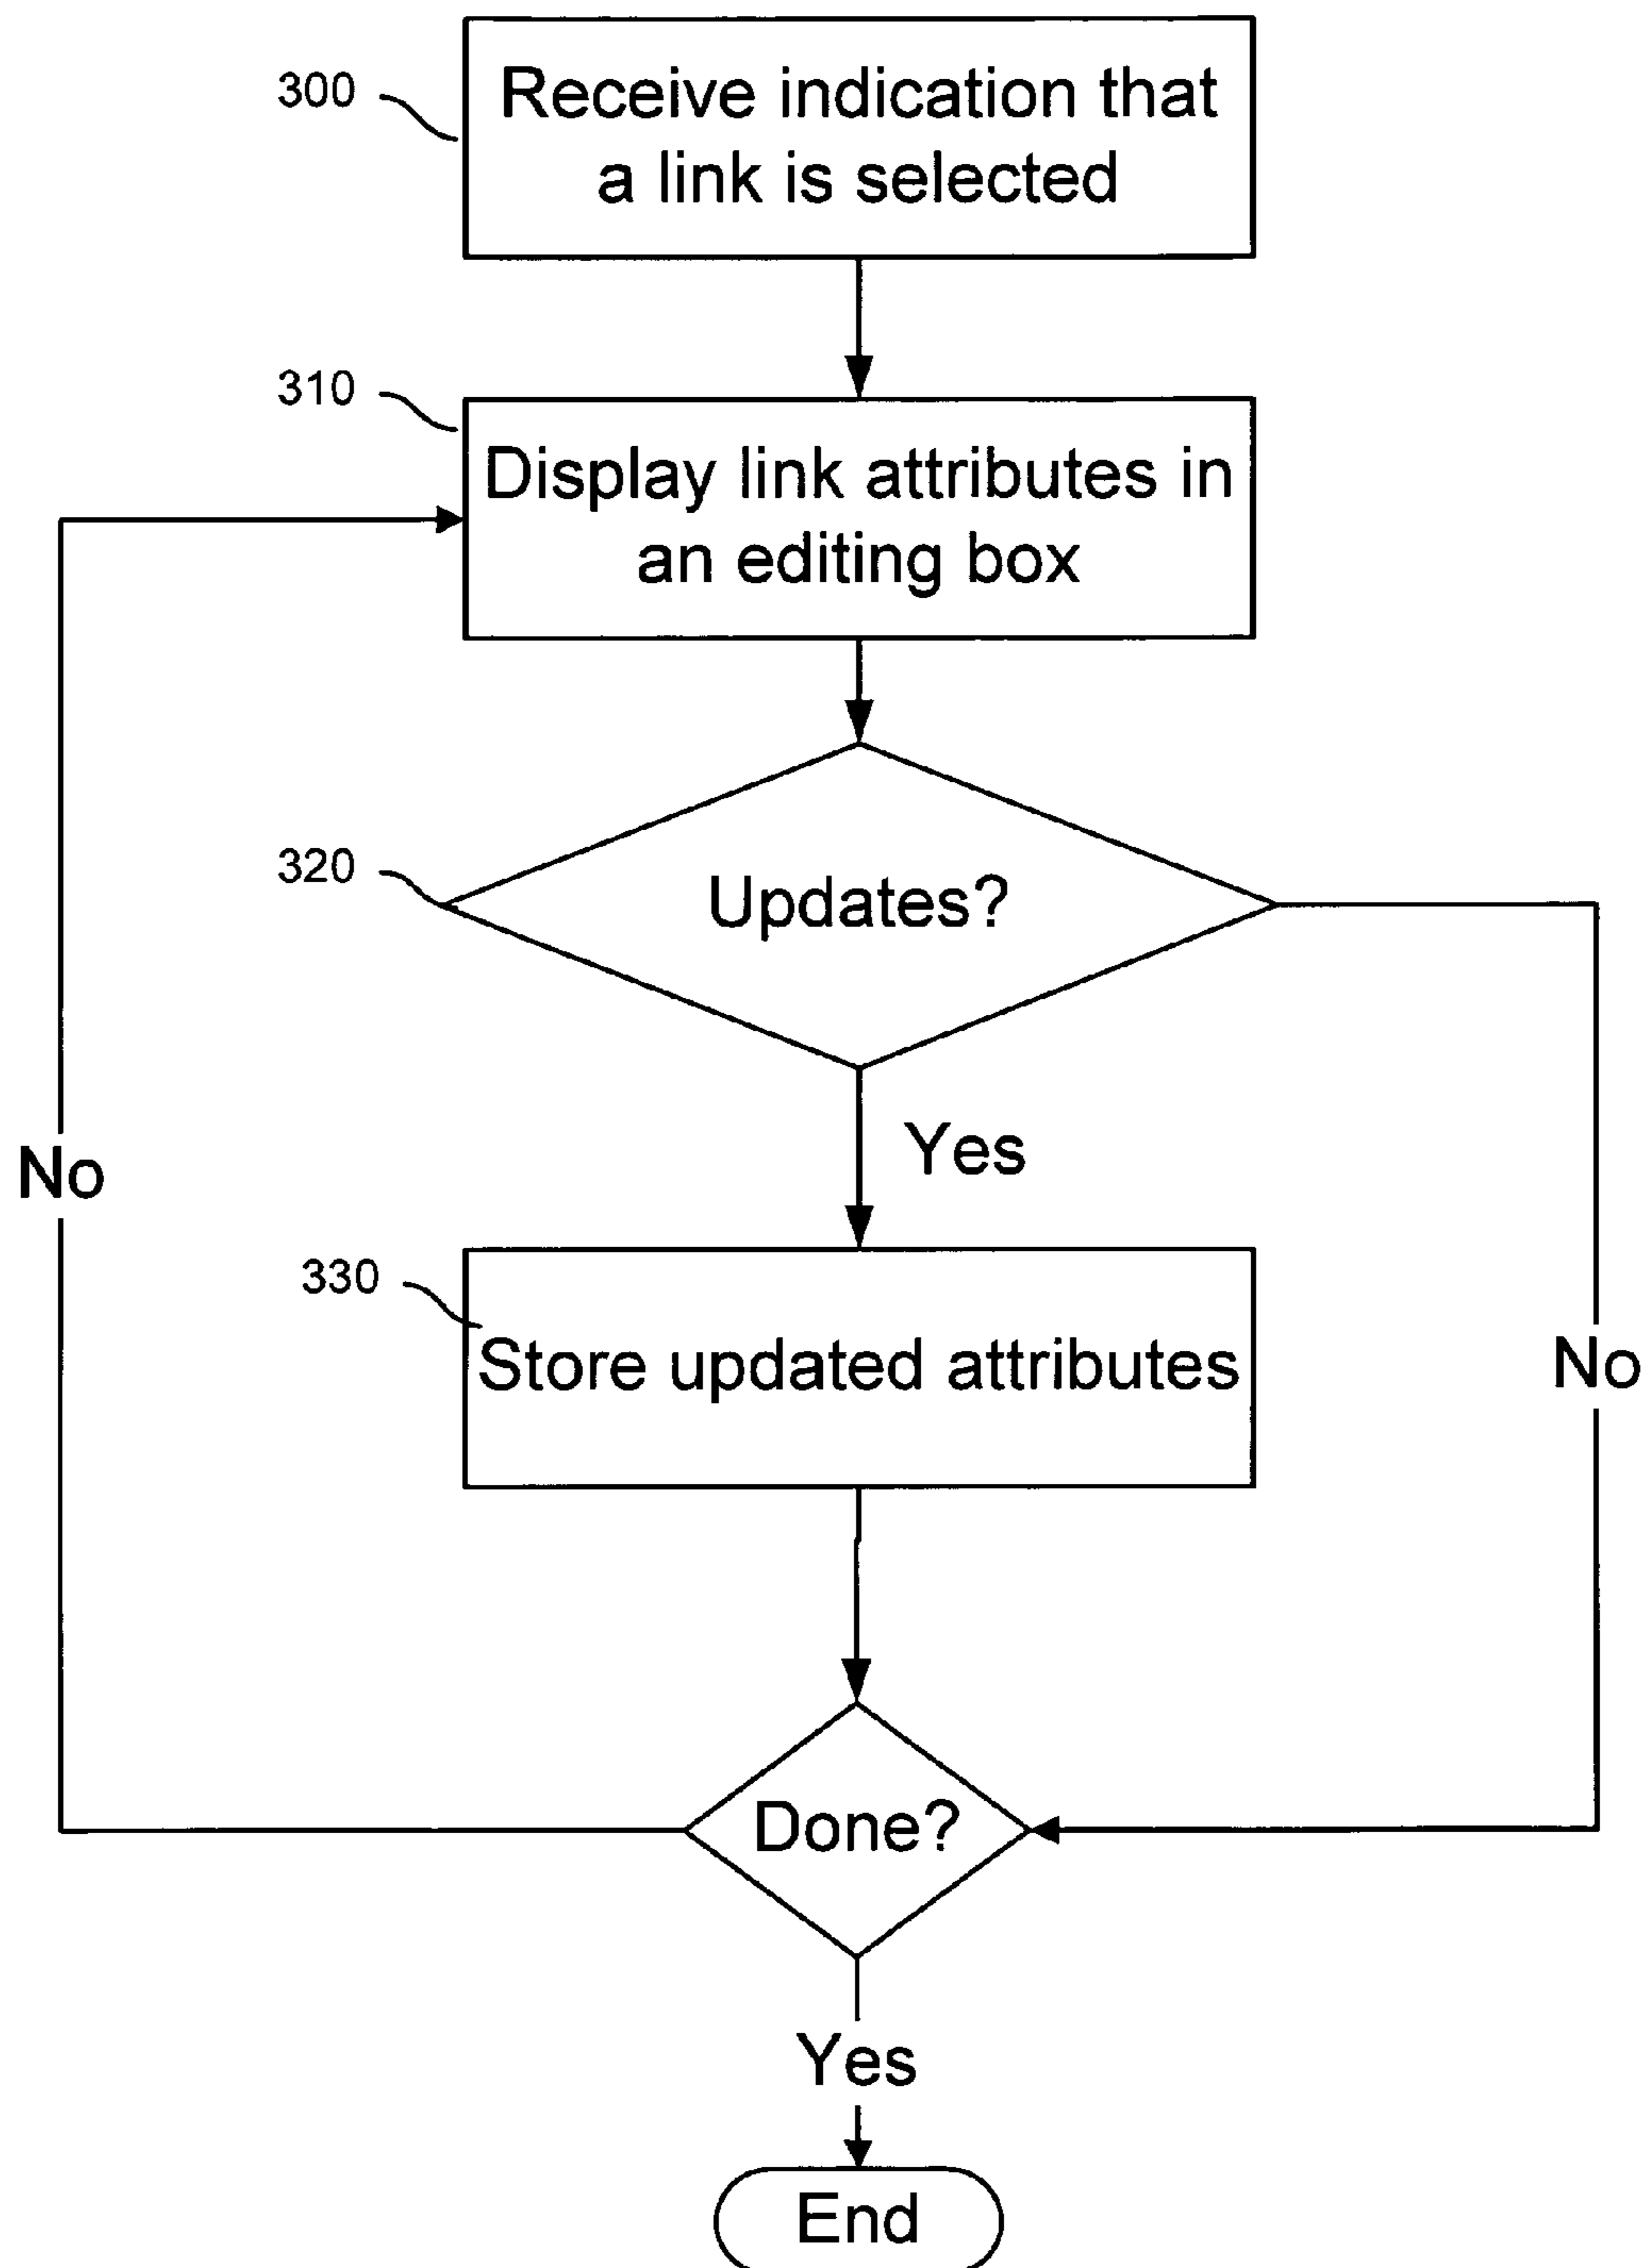 300
Receive indication that
a link is selected
310
Display link attributes in
an editing box
320
Updates?
Yes
No
330
Store updated attributes
No
Done?
Yes
End